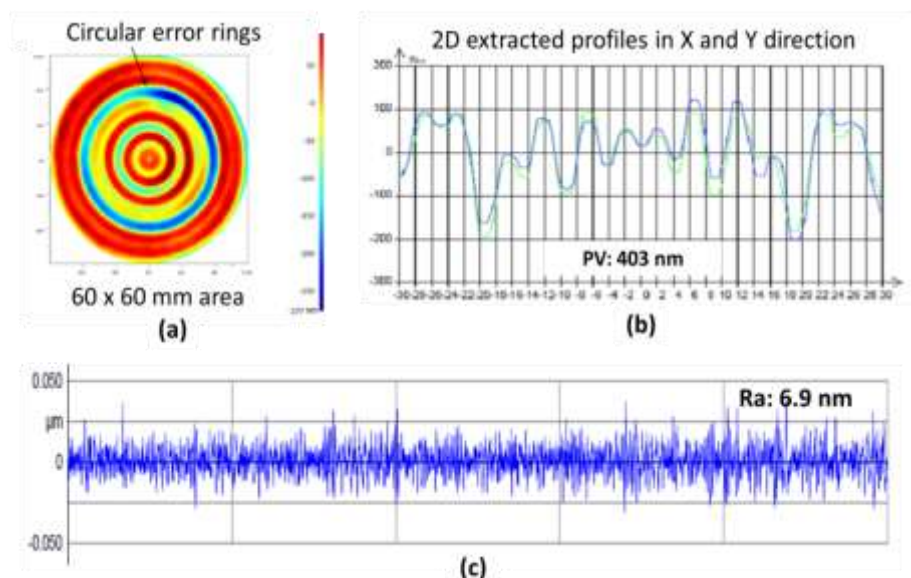 Circular error rings
60 x 60 mm area
(a)
2D extracted profiles in X and Y direction
200
100
0
-100
-200
-300
PV: 403 nm
-30 -28 -26 -24 -22 -20 -18 -16 -14 -12 -10 -8 -6 -4 -2 0 2 4 6 8 10 12 14 16 18 20 22 24 26 28 30
(b)
0.050
µm
0
-0.050
Ra: 6.9 nm
(c)